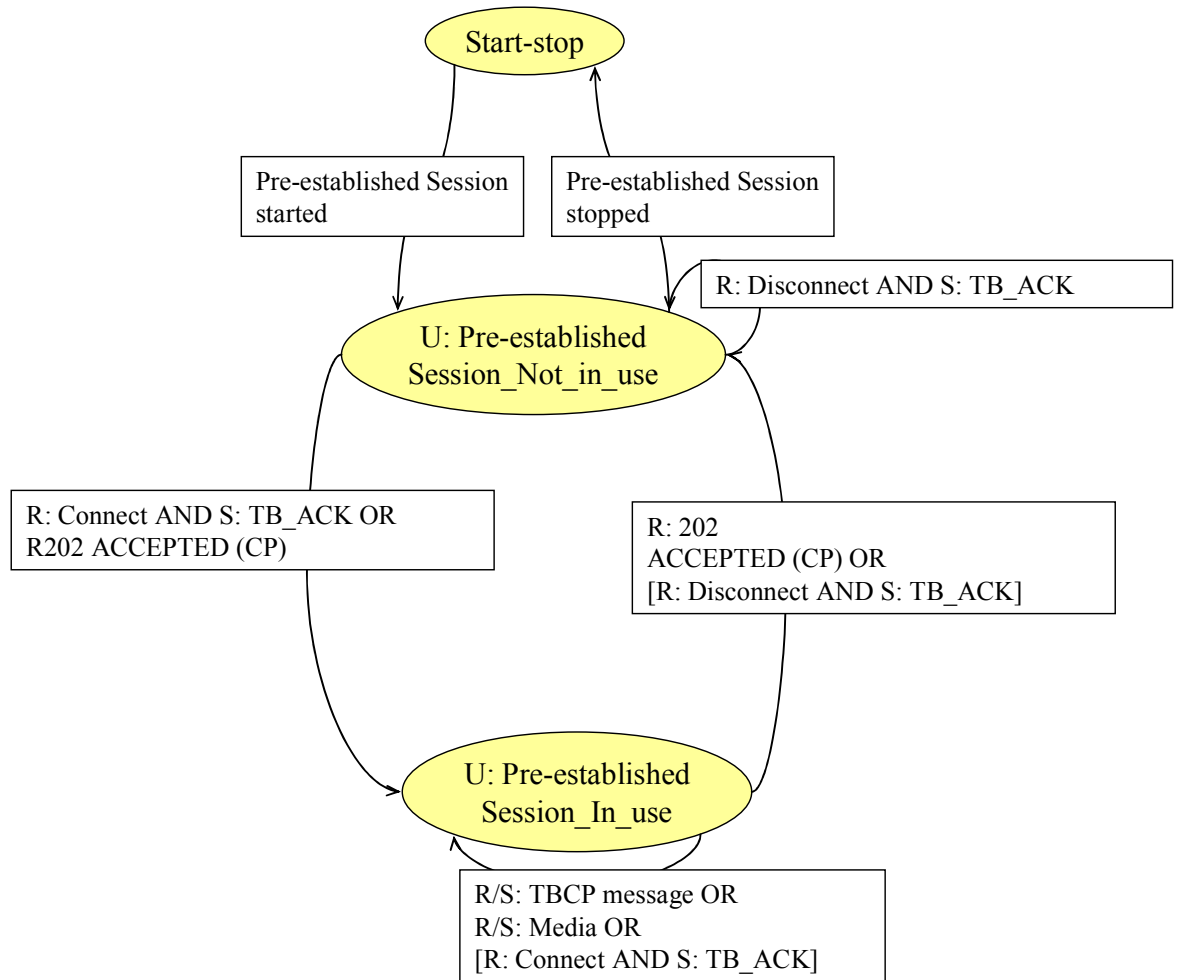 Start-stop
Pre-established Session
started
Pre-established Session
stopped
R: Disconnect AND S: TB_ACK
U: Pre-established
Session_Not_in_use
R: Connect AND S: TB_ACK OR
R202 ACCEPTED (CP)
R: 202
ACCEPTED (CP) OR
[R: Disconnect AND S: TB_ACK]
U: Pre-established
Session_In_use
R/S: TBCP message OR
R/S: Media OR
[R: Connect AND S: TB_ACK]